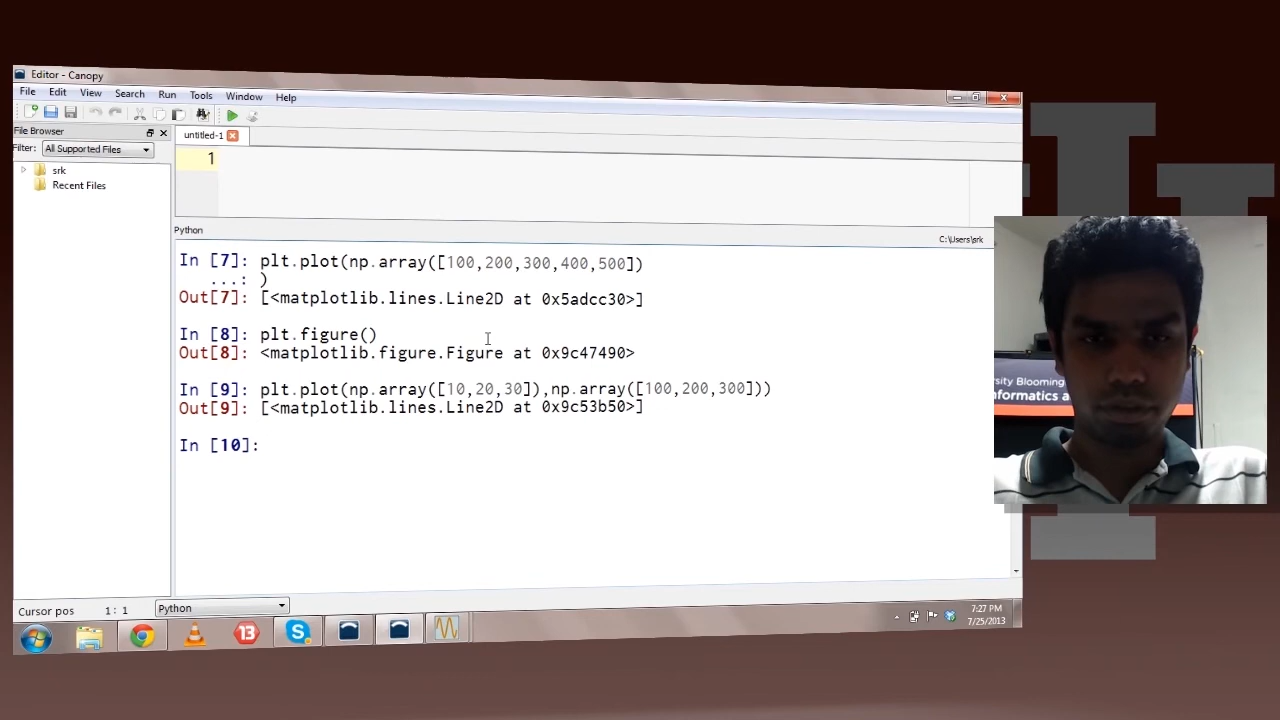 Editor - Canopy
File Edit View Search Run Tools Window Help
File Browser
Filter: All Supported Files
untitled-1
srk
Recent Files
1
Python
C:\Users\srk
In [7]: plt.plot(np.array([100,200,300,400,500])
...: )
Out[7]: [<matplotlib.lines.Line2D at 0x5adcc30>]
In [8]: plt.figure()
Out[8]: <matplotlib.figure.Figure at 0x9c47490>
In [9]: plt.plot(np.array([10,20,30]),np.array([100,200,300]))
Out[9]: [<matplotlib.lines.Line2D at 0x9c53b50>]
In [10]:
Cursor pos 1: 1 Python
13
7:27 PM
7/25/2013
rsity Blooming
nformatics a